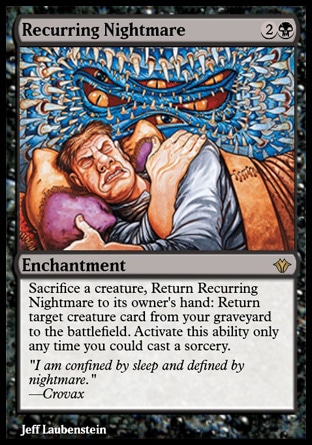 Recurring Nightmare 2
Enchantment
Sacrifice a creature, Return Recurring
Nightmare to its owner's hand: Return
target creature card from your graveyard
to the battlefield. Activate this ability only
any time you could cast a sorcery.
"I am confined by sleep and defined by
nightmare."
—Crovax
Jeff Laubenstein